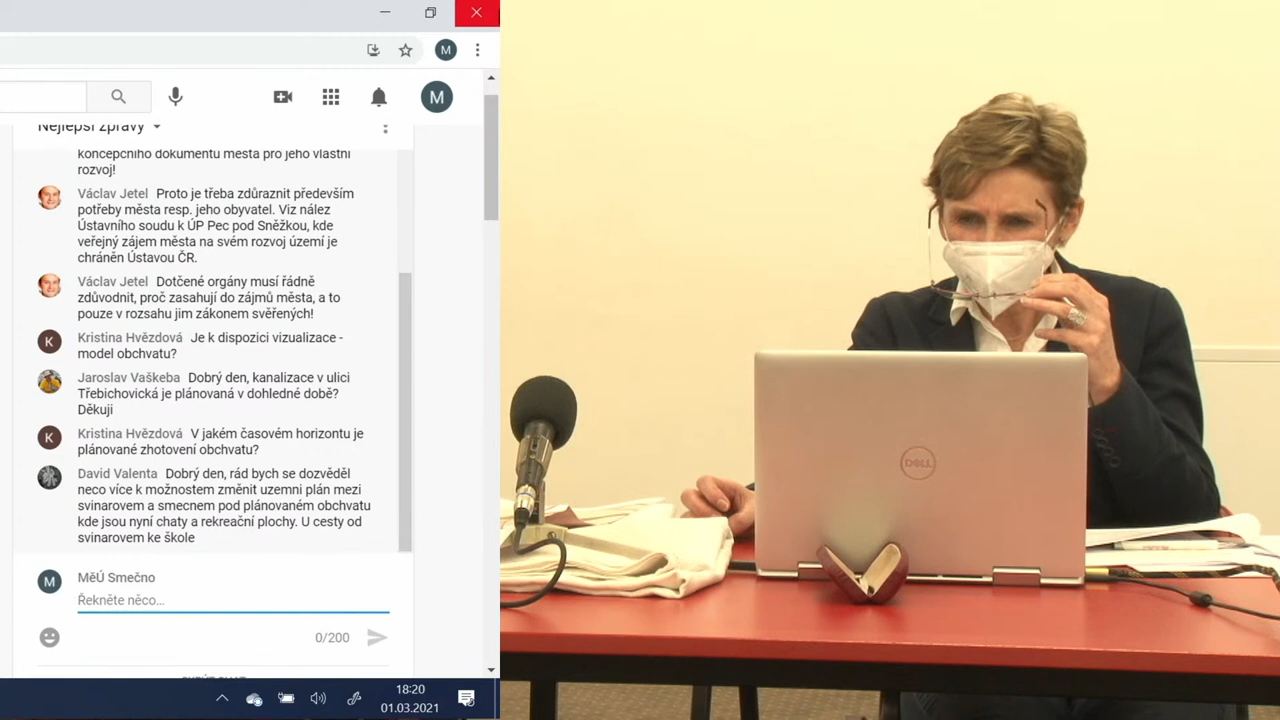 M
M
Nejlepší zprávy
koncepčního dokumentu města pro jeho vlastní
rozvoj!
Václav Jetel Proto je třeba zdůraznit především
potřeby města resp. jeho obyvatel. Viz nález
Ústavního soudu k ÚP Pec pod Sněžkou, kde
veřejný zájem města na svém rozvoj území je
chráněn Ústavou ČR.
Václav Jetel Dotčené orgány musí řádně
zdůvodnit, proč zasahují do zájmů města, a to
pouze v rozsahu jim zákonem svěřených!
K Kristina Hvězdová Je k dispozici vizualizace -
model obchvatu?
Jaroslav Vaškeba Dobrý den, kanalizace v ulici
Třebichovická je plánovaná v dohledné době?
Děkuji
K Kristina Hvězdová V jakém časovém horizontu je
plánované zhotovení obchvatu?
David Valenta Dobrý den, rád bych se dozvěděl
neco více k možnostem změnit uzemni plán mezi
svinarovem a smecnem pod plánovaném obchvatu
kde jsou nyní chaty a rekreační plochy. U cesty od
svinarovem ke škole
M MěÚ Smečno
Řekněte něco...
0/200
18:20
01.03.2021
DELL